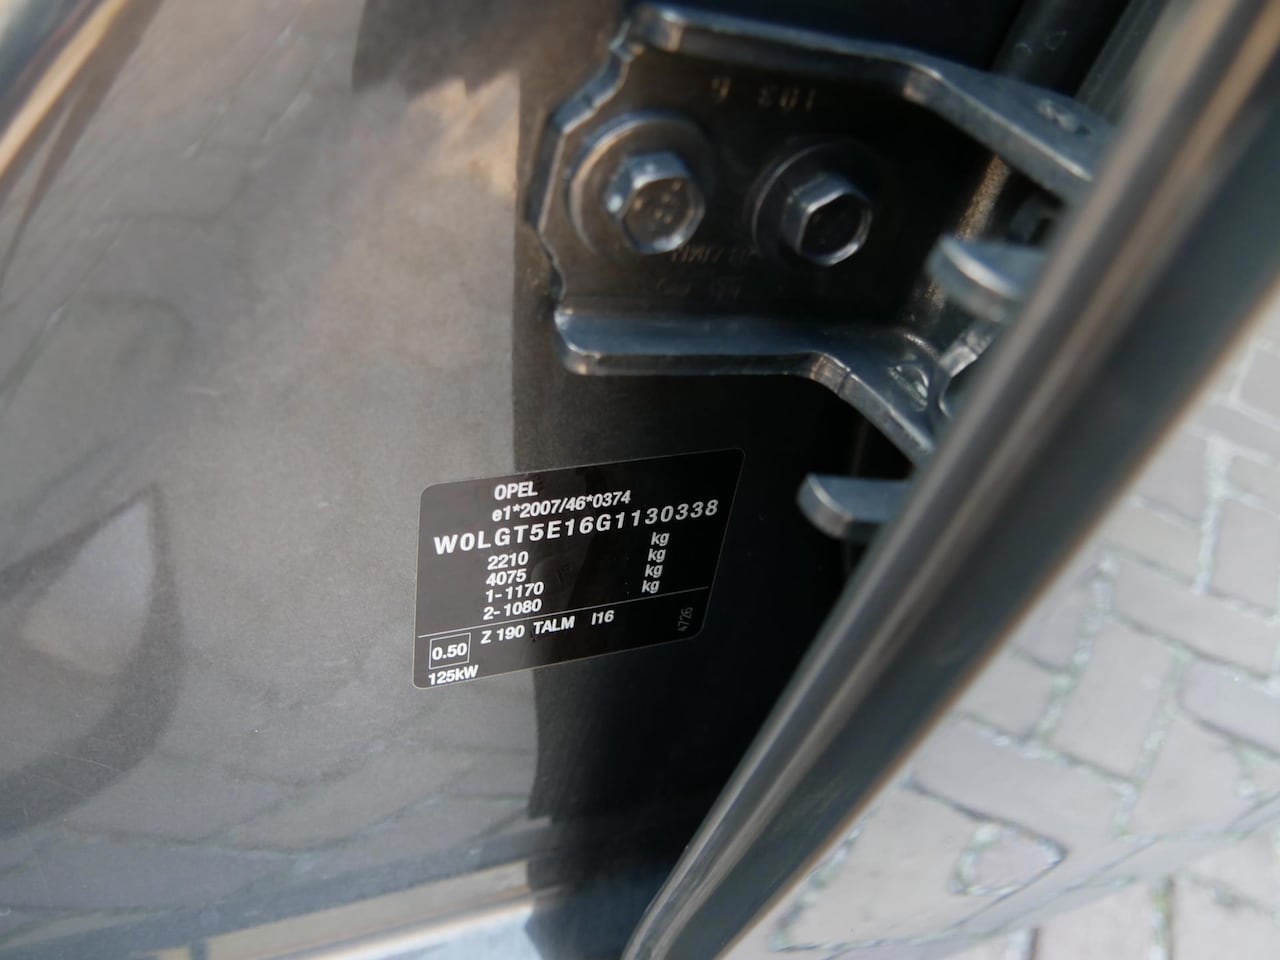 OPEL
e1*2007/46*0374
W0LGT5E16G1130338
2210 kg
4075 kg
1-1170 kg
2-1080 kg
0.50 Z 190 TALM I16
125kW
4726